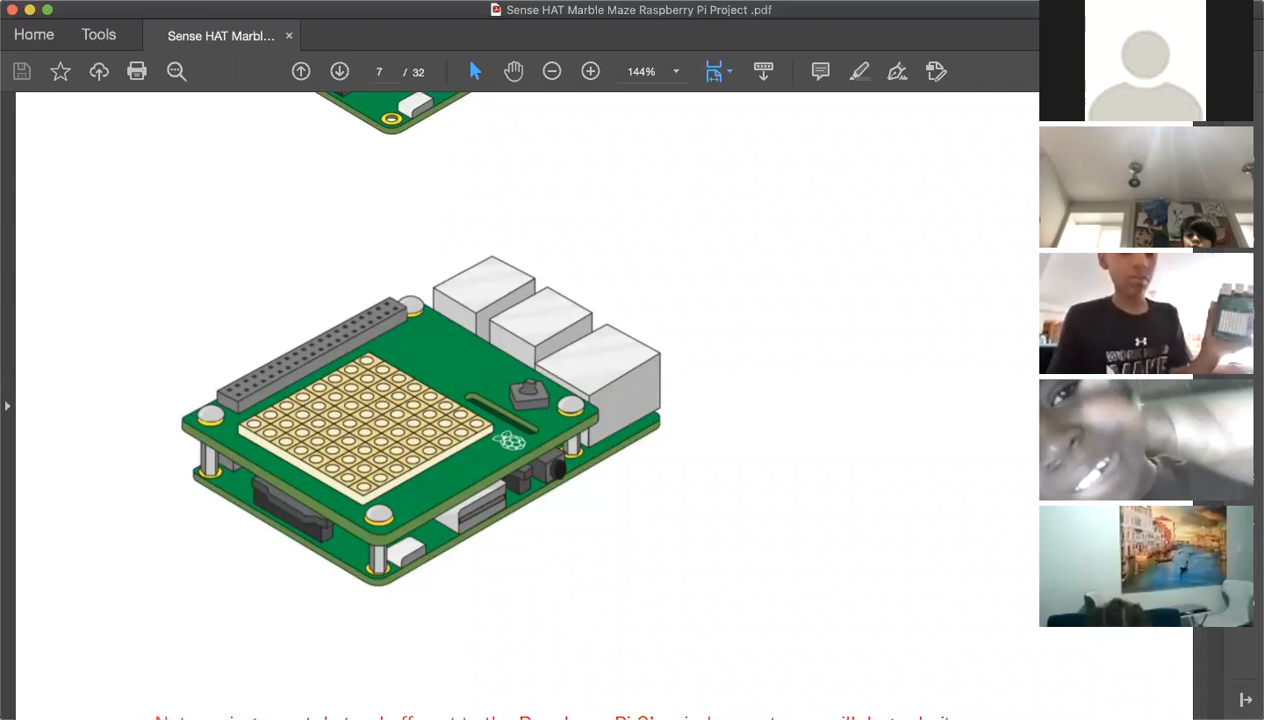 Sense HAT Marble Maze Raspberry Pi Project .pdf
Home
Tools
Sense HAT Marbl... ×
7 / 32
144%